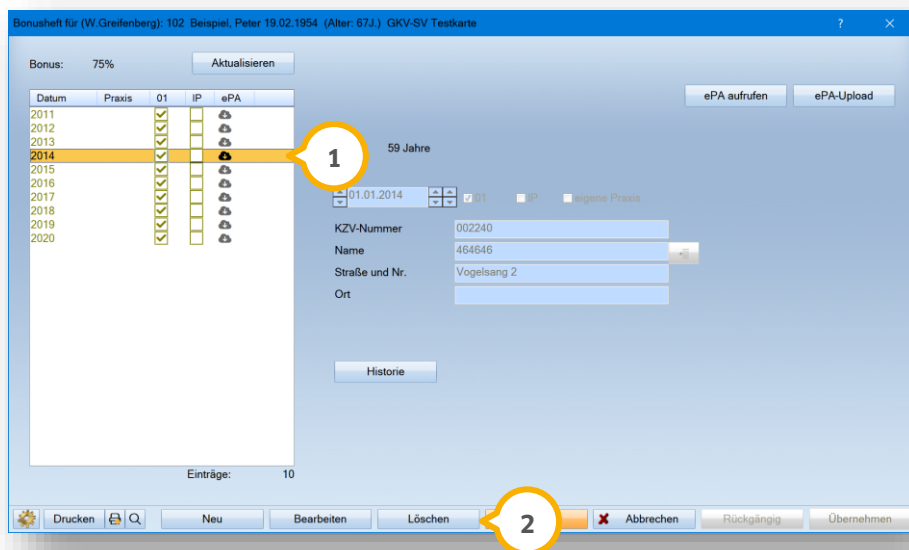 Bonusheft für (W.Greifenberg): 102 Beispiel, Peter 19.02.1954 (Alter: 67J.) GKV-SV Testkarte ?
Bonus: 75% Aktualisieren
ePA aufrufen ePA-Upload
Datum Praxis 01 IP ePA
2011
2012
2013
2014
2015
2016
2017
2018
2019
2020
1
59 Jahre
01.01.2014 01 IP eigene Praxis
KZV-Nummer 002240
Name 464646
Straße und Nr. Vogelsang 2
Ort
Historie
Einträge: 10
Drucken Neu Bearbeiten Löschen 2 Abbrechen Rückgängig Übernehmen